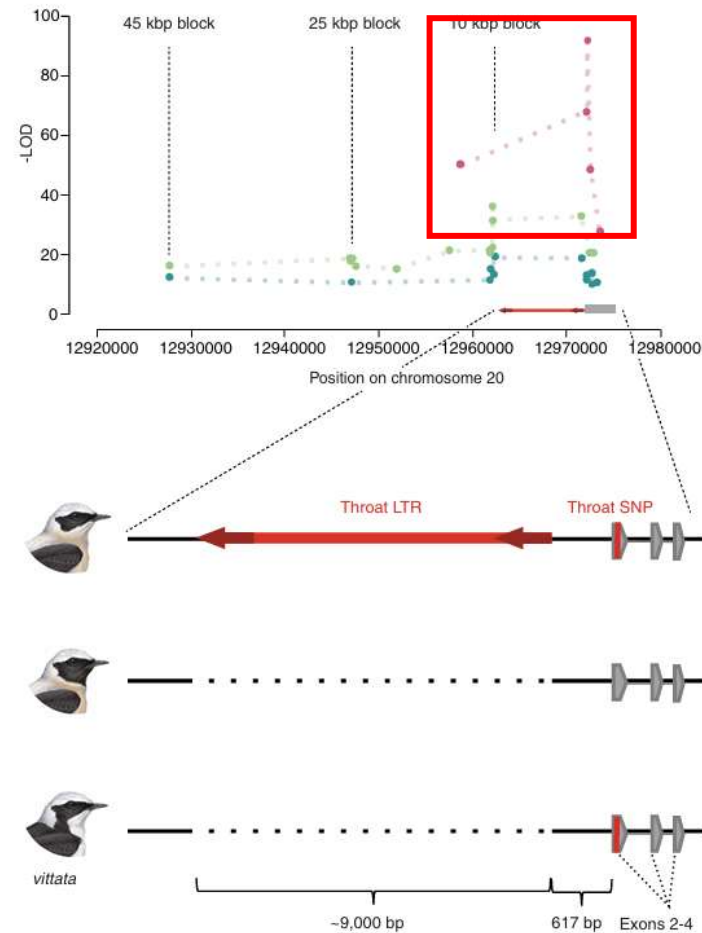 100
45 kbp block
25 kbp block
10 kbp block
80
60
-LOD
40
20
0
12920000
12930000
12940000
12950000
12960000
12970000
12980000
Position on chromosome 20
Throat LTR
Throat SNP
vittata
~9,000 bp
617 bp
Exons 2-4